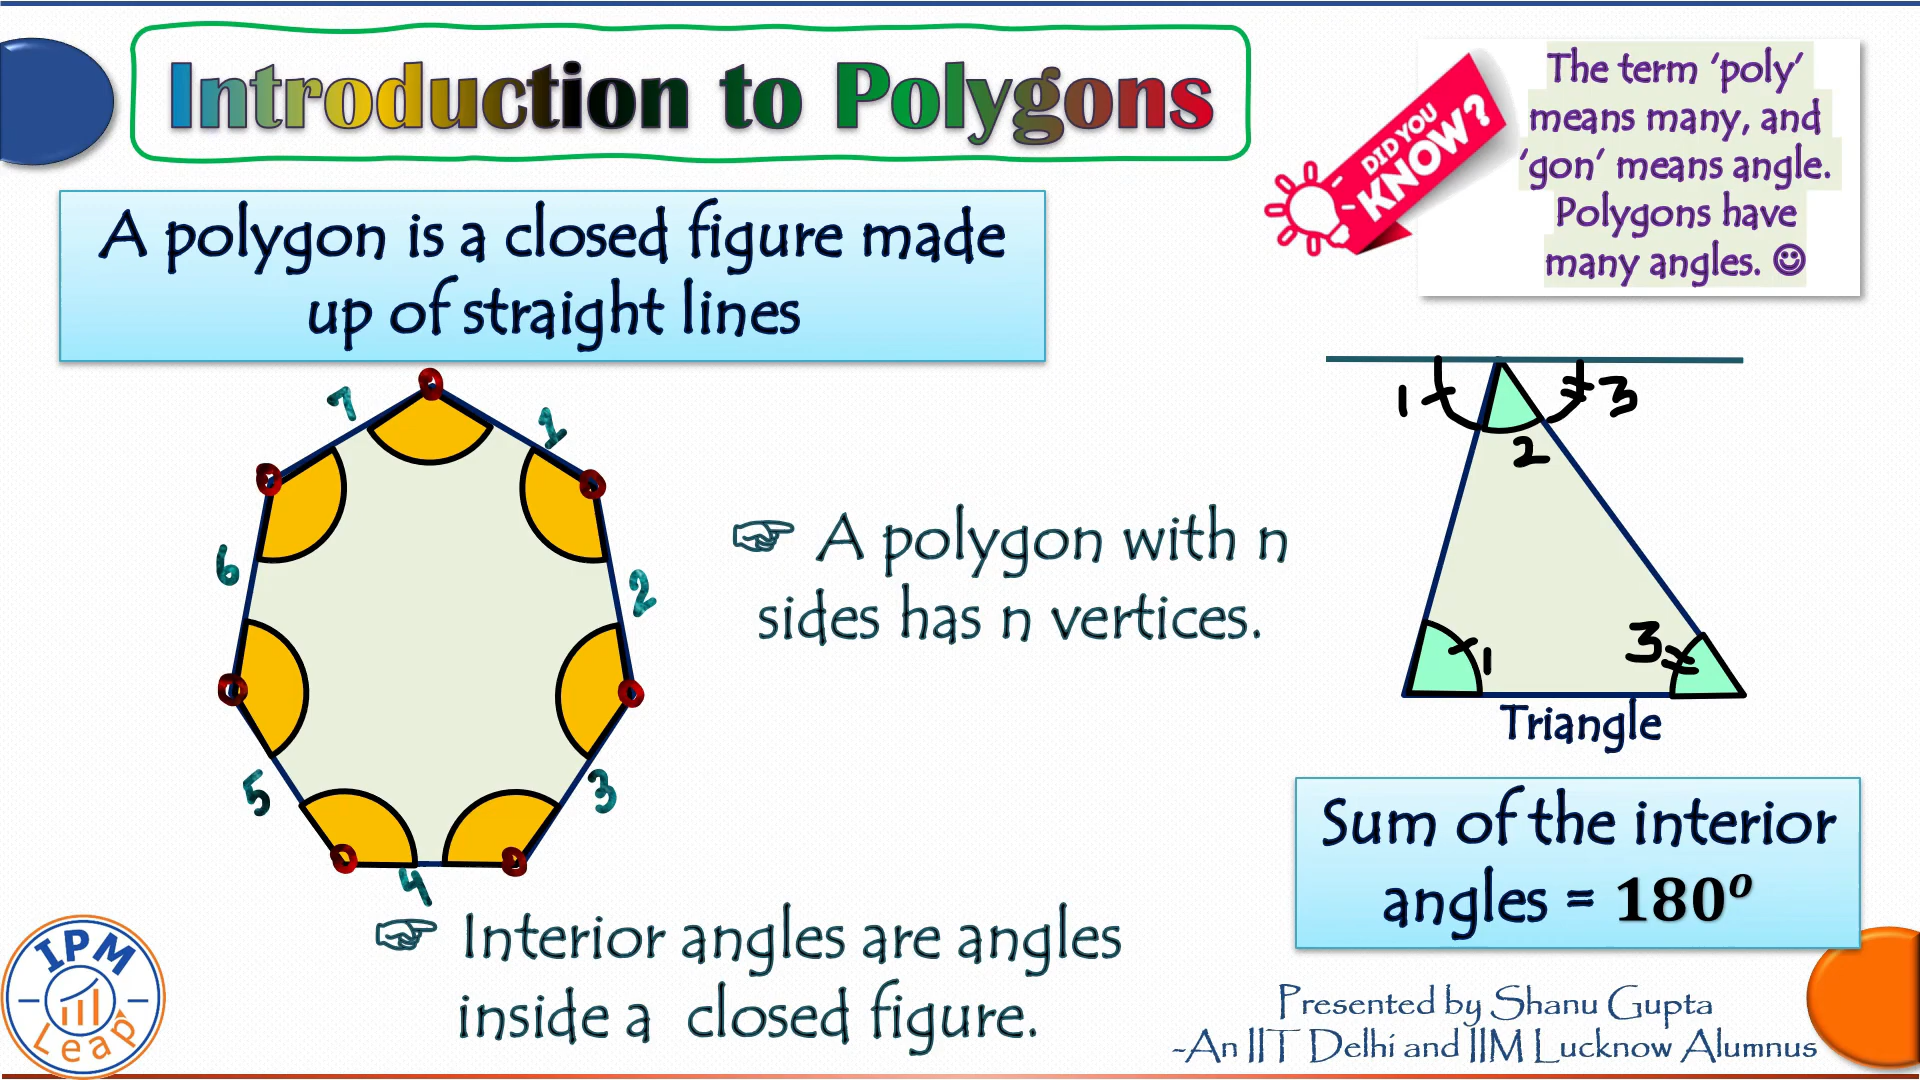 Introduction to Polygons
DID YOU
KNOW?
The term ‘poly’
means many, and
‘gon’ means angle.
Polygons have
many angles. ☺
A polygon is a closed figure made
up of straight lines
7
1
6
2
5
3
4
☞ A polygon with n
sides has n vertices.
1
3
2
1
3
Triangle
Sum of the interior
angles = 180°
☞ Interior angles are angles
inside a closed figure.
IPM
Leap
Presented by Shanu Gupta
-An IIT Delhi and IIM Lucknow Alumnus